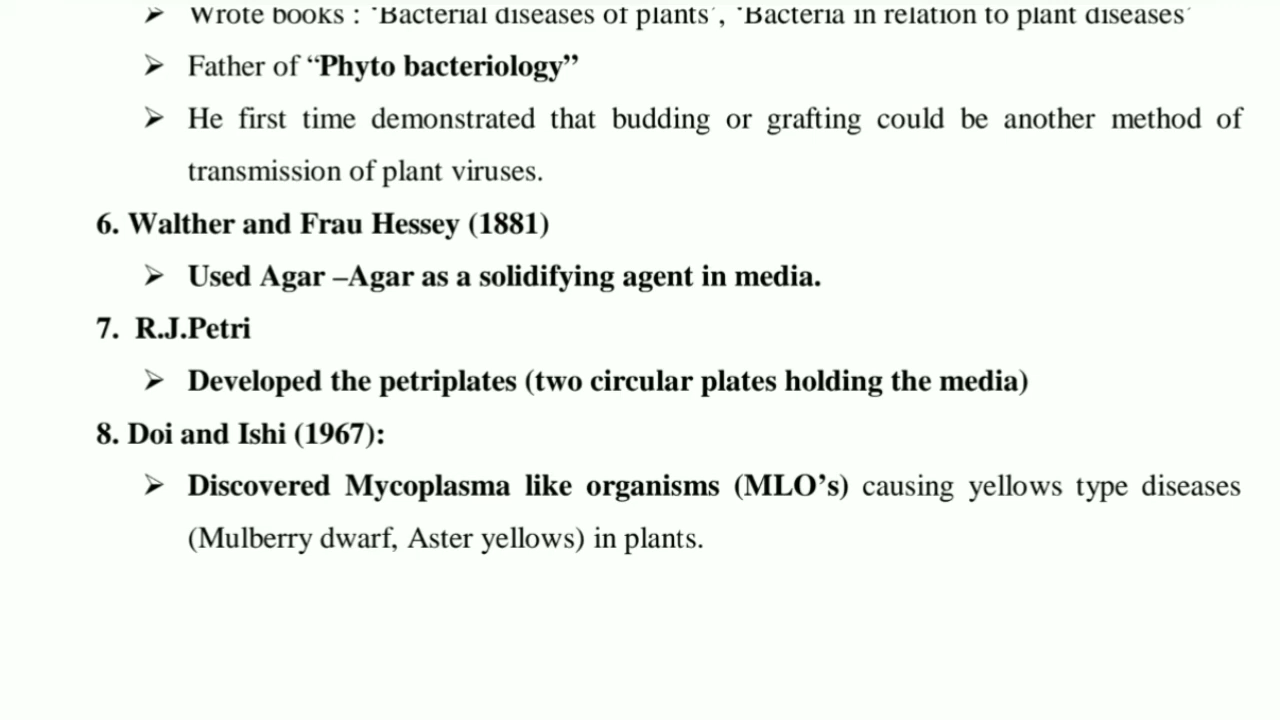 ➤ Wrote books : 'Bacterial diseases of plants', 'Bacteria in relation to plant diseases'
➤ Father of “Phyto bacteriology”
➤ He first time demonstrated that budding or grafting could be another method of
transmission of plant viruses.
6. Walther and Frau Hessey (1881)
➤ Used Agar –Agar as a solidifying agent in media.
7. R.J.Petri
➤ Developed the petriplates (two circular plates holding the media)
8. Doi and Ishi (1967):
➤ Discovered Mycoplasma like organisms (MLO’s) causing yellows type diseases
(Mulberry dwarf, Aster yellows) in plants.